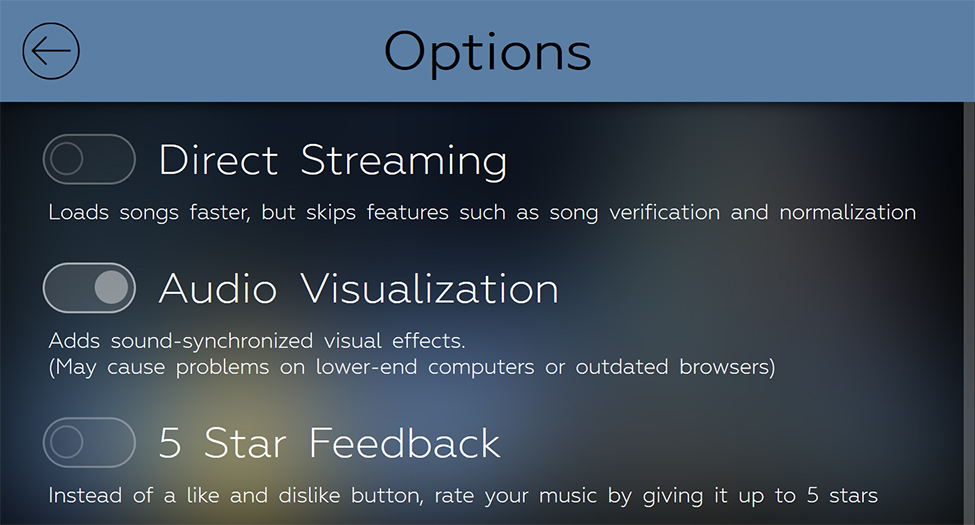 Options
Direct Streaming
Loads songs faster, but skips features such as song verification and normalization
Audio Visualization
Adds sound-synchronized visual effects.
(May cause problems on lower-end computers or outdated browsers)
5 Star Feedback
Instead of a like and dislike button, rate your music by giving it up to 5 stars